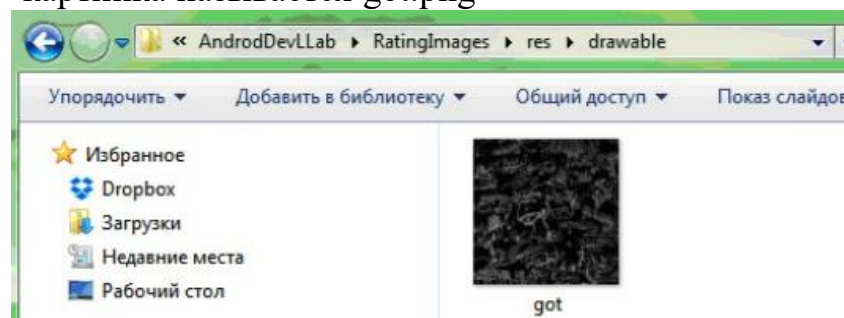 картинка называется got.png
« AndrodDevLLab ▸ RatingImages ▸ res ▸ drawable
Упорядочить Добавить в библиотеку Общий доступ Показ слайдов
Избранное
Dropbox
Загрузки
Недавние места
Рабочий стол
got